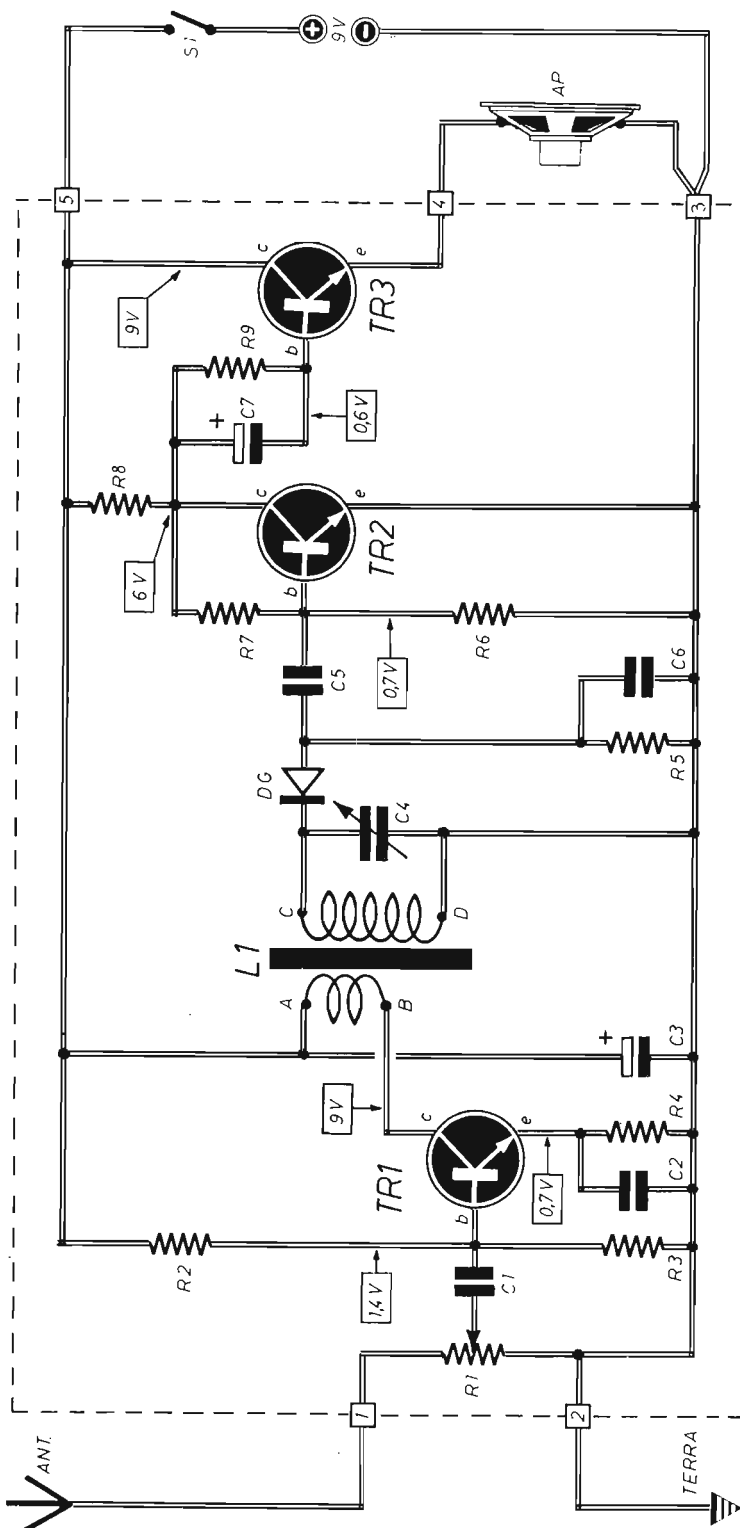 ANT.
TERRA
1
2
R1
C1
R2
1,4 V
R3
b
c
e
TR1
9V
0,7V
C2
R4
C3
+
A
B
L1
C
D
C4
DG
R5
C6
C5
R7
0,7V
R6
6V
b
c
e
TR2
R8
C7
+
R9
0,6V
9V
b
c
e
TR3
5
4
3
S1
+
9V
−
AP